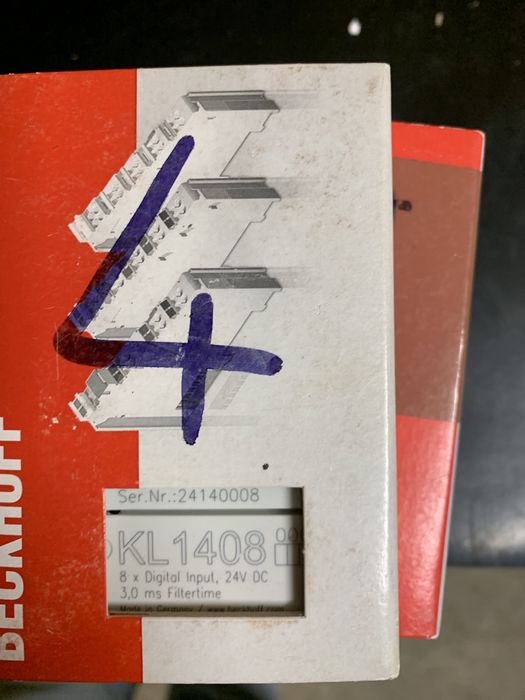 4
BECKHOFF
Ser.Nr.:24140008
KL1408
8 x Digital Input, 24V DC
3,0 ms Filtertime
Made in Germany / www.beckhoff.com